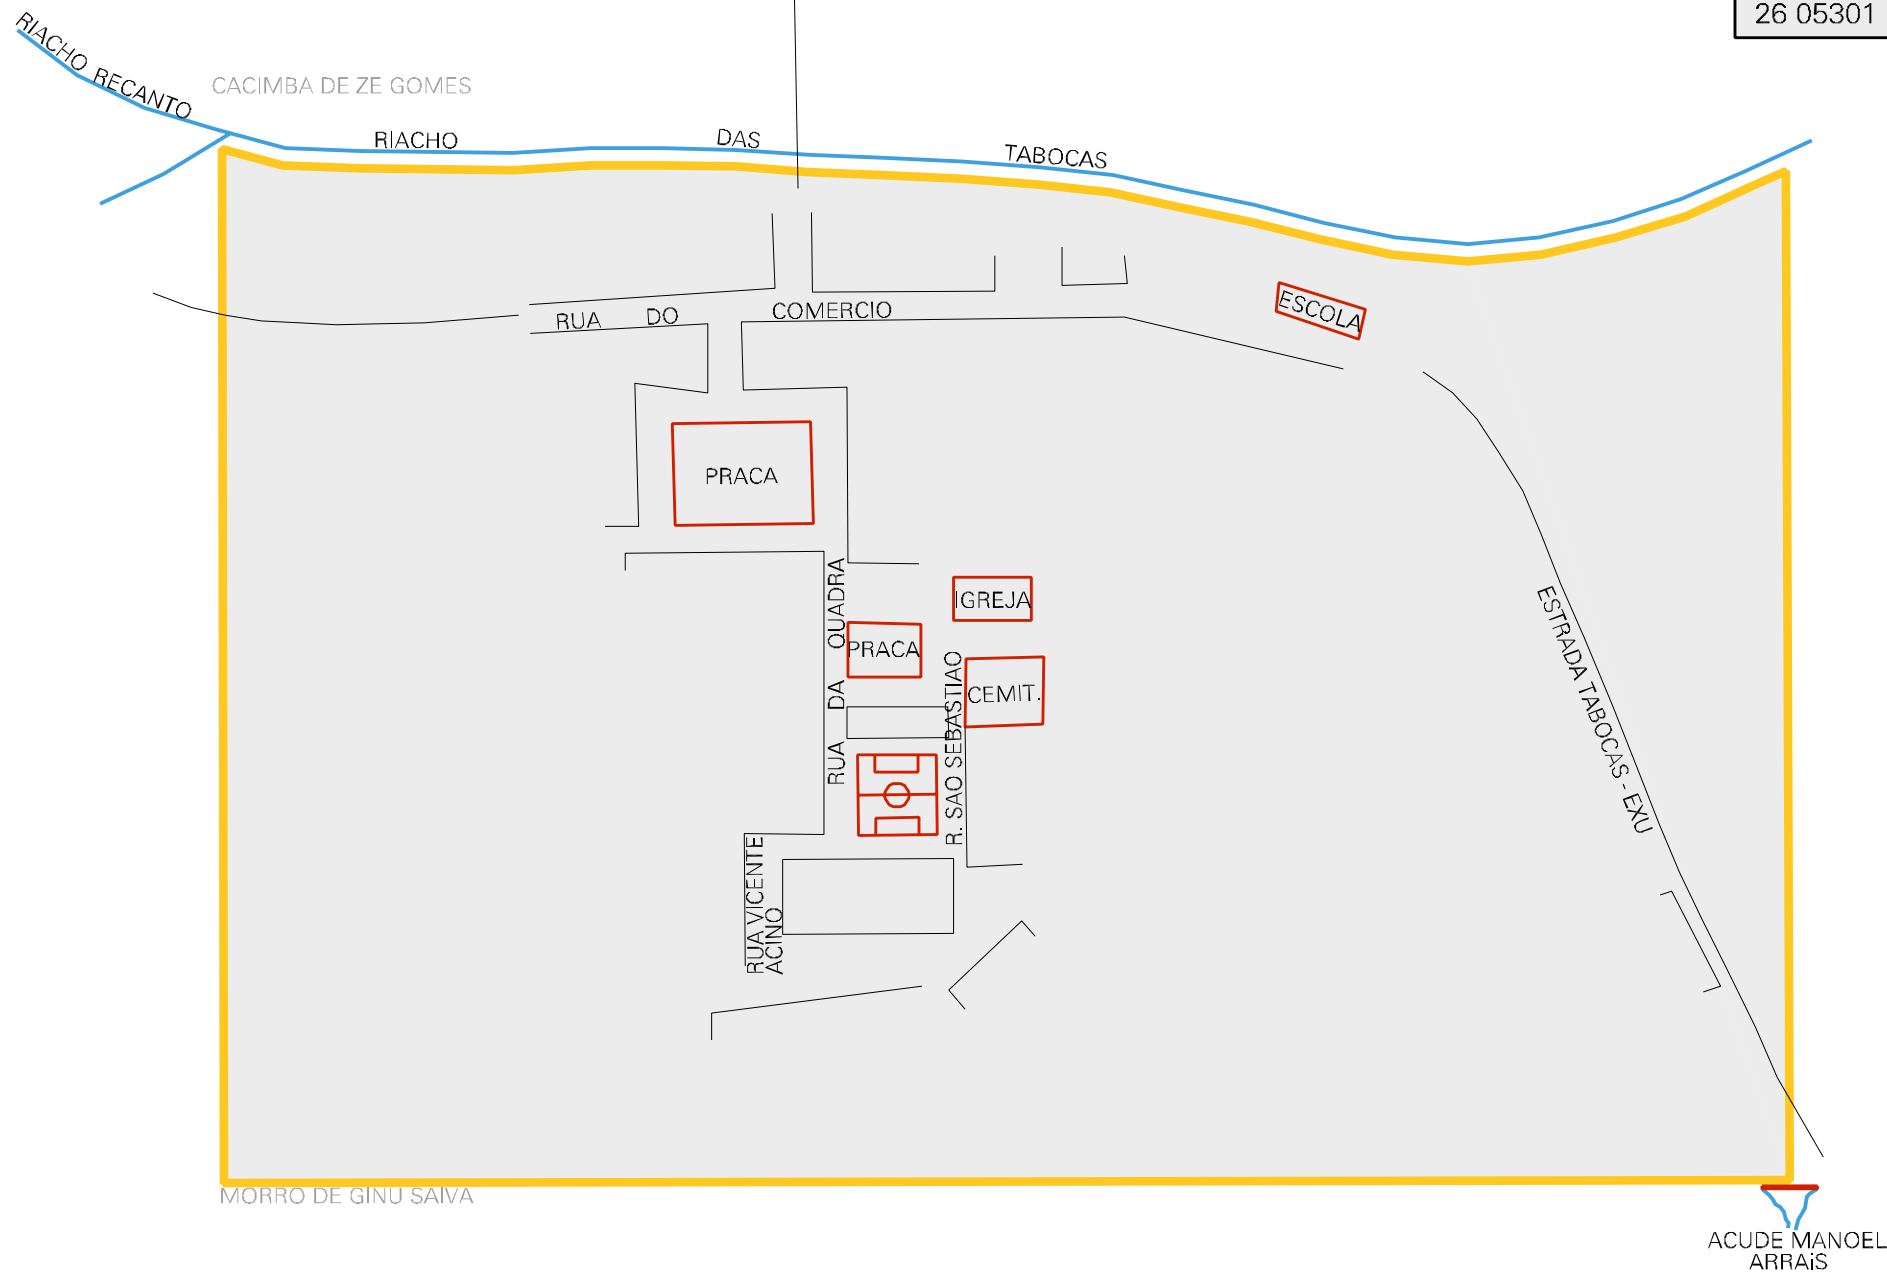 26 05301
RIACHO RECANTO
CACIMBA DE ZE GOMES
RIACHO DAS TABOCAS
ESCOLA
RUA DO COMERCIO
PRACA
RUA DA QUADRA
IGREJA
PRACA
CEMIT.
R. SAO SEBASTIAO
ESTRADA TABOCAS - EXU
RUA VICENTE
ACINO
MORRO DE GINU SAIVA
ACUDE MANOEL
ARRAiS